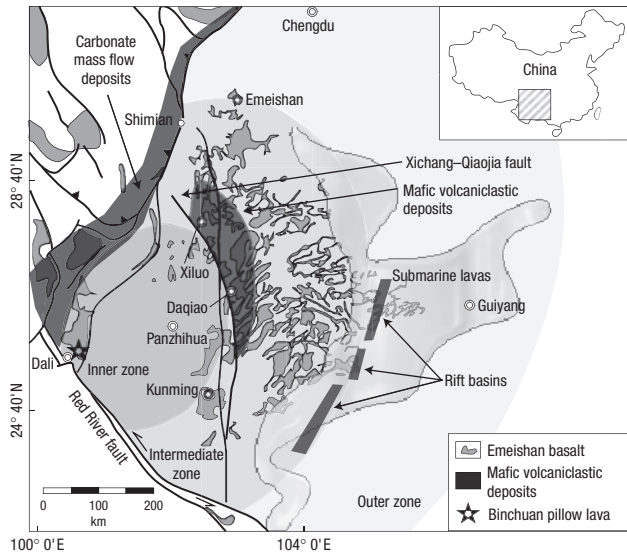 Chengdu
Carbonate
mass flow
deposits
China
Emeishan
Shimian
Xichang–Qiaojia fault
28° 40'N
Mafic volcaniclastic
deposits
Xiluo
Submarine lavas
Daqiao
Guiyang
Panzhihua
Dali
Inner zone
Rift basins
Kunming
24° 40'N
Red River fault
Intermediate
zone
Emeishan basalt
Mafic volcaniclastic
deposits
Binchuan pillow lava
Outer zone
0 100 200
km
100° 0'E
104° 0'E